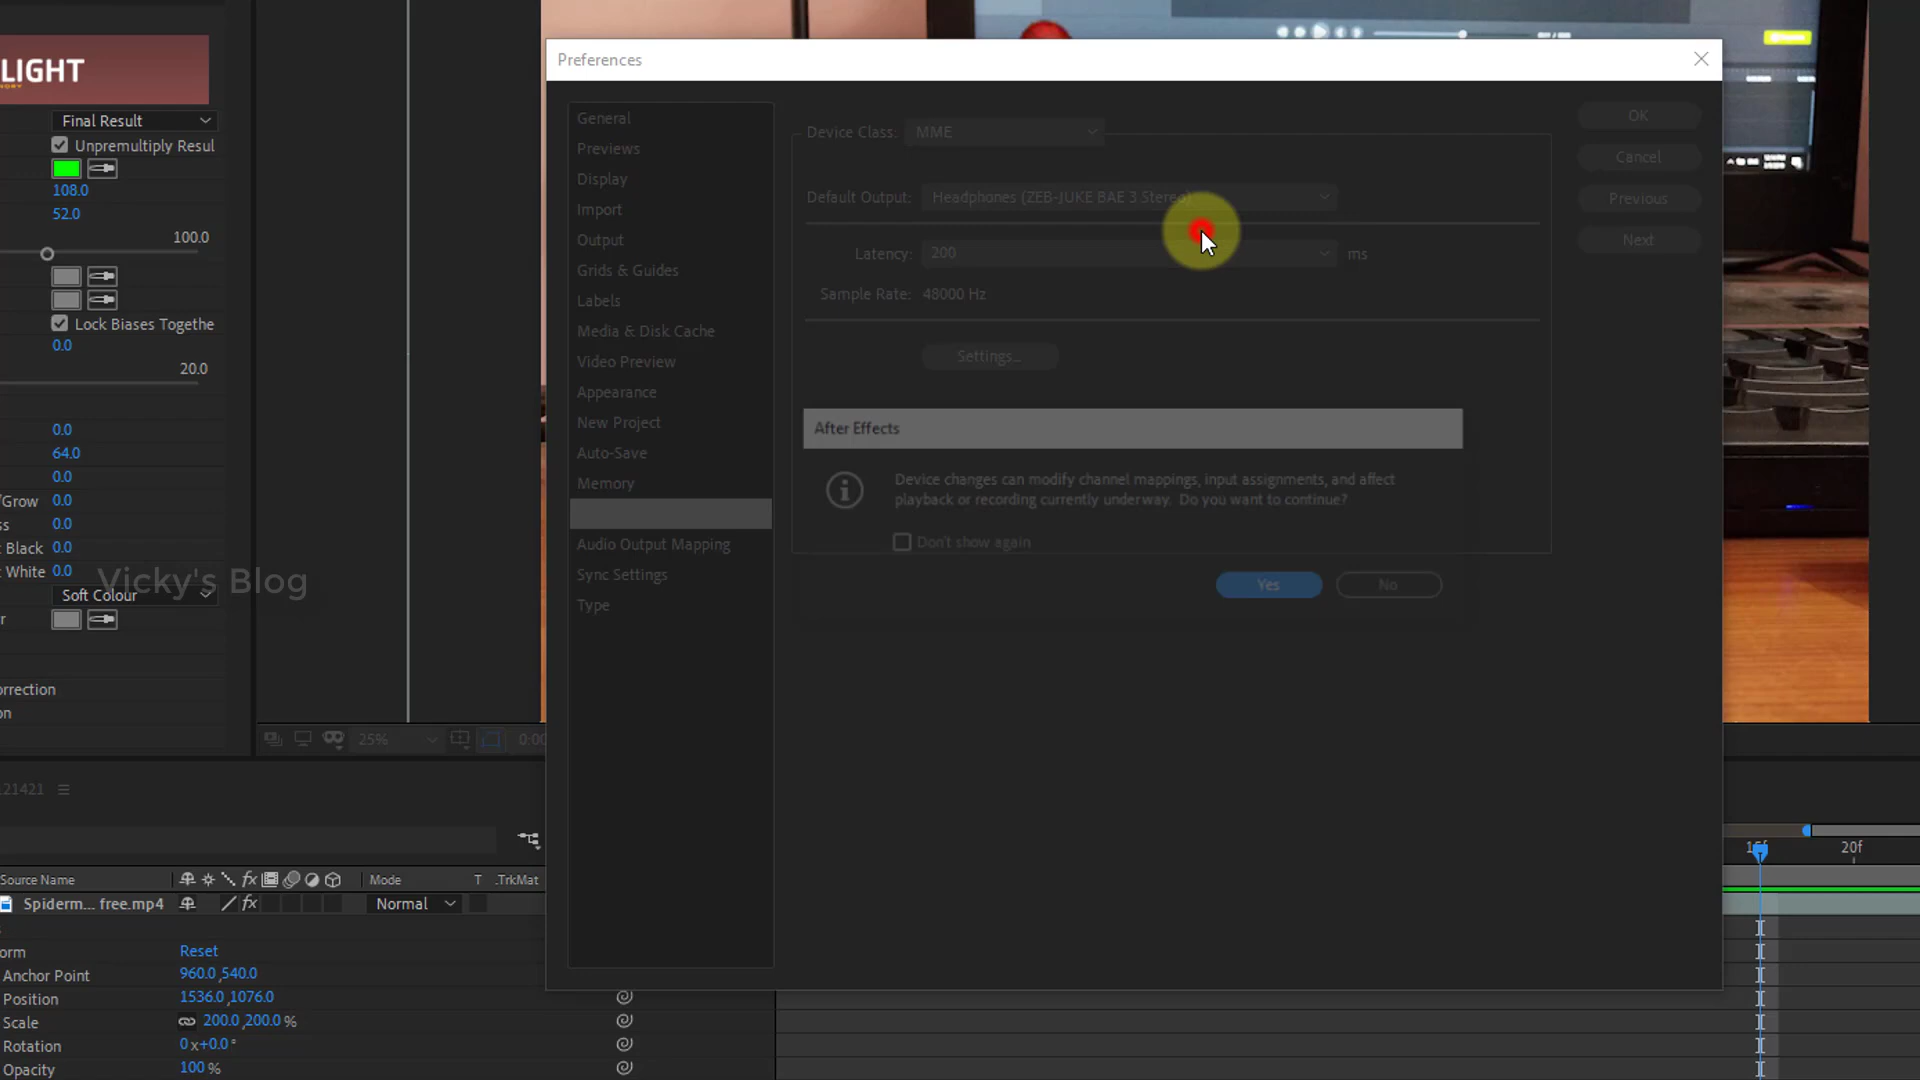 Preferences
LIGHT
Final Result
Unpremultiply Resul
108.0
52.0
100.0
Lock Biases Togethe
0.0
20.0
0.0
64.0
0.0
/Grow 0.0
ss 0.0
t Black 0.0
t White 0.0
Soft Colour
r
orrection
on
Vicky's Blog
General
Previews
Display
Import
Output
Grids & Guides
Labels
Media & Disk Cache
Video Preview
Appearance
New Project
Auto-Save
Memory
Audio Output Mapping
Sync Settings
Type
Device Class: MME
Default Output: Headphones (ZEB-JUKE BAE 3 Stereo)
Latency: 200 ms
Sample Rate: 48000 Hz
Settings...
OK
Cancel
Previous
Next
After Effects
Device changes can modify channel mappings, input assignments, and affect
playback or recording currently underway. Do you want to continue?
Don't show again
Yes No
25%
0:00
121421
Source Name fx Mode T .TrkMat
Spiderm... free.mp4 fx Normal
20f
orm Reset
Anchor Point 960.0,540.0
Position 1536.0,1076.0
Scale 200.0,200.0%
Rotation 0x+0.0°
Opacity 100%